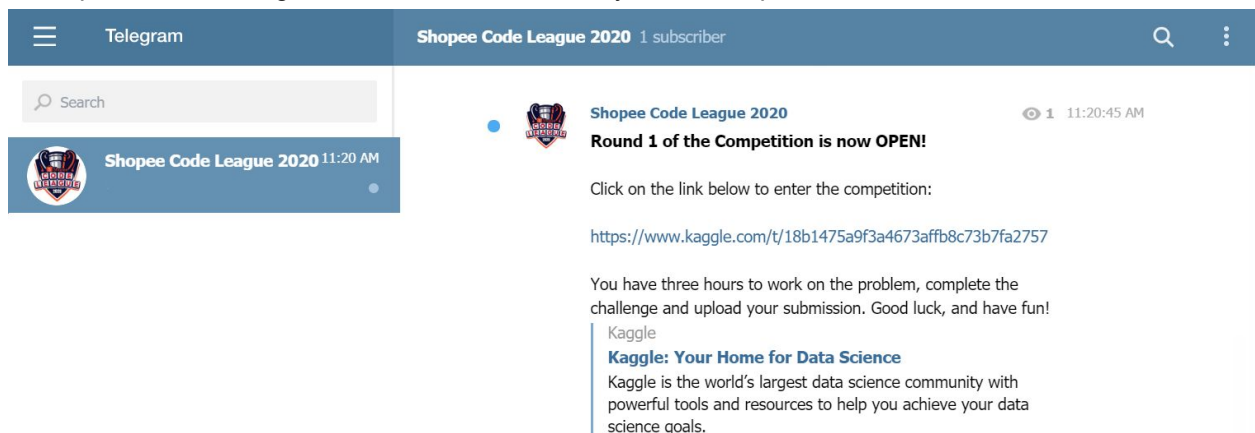 Telegram
Shopee Code League 2020 1 subscriber
Search
Shopee Code League 2020 11:20 AM
CODE
LEAGUE
Shopee Code League 2020 1 11:20:45 AM
Round 1 of the Competition is now OPEN!
Click on the link below to enter the competition:
https://www.kaggle.com/t/18b1475a9f3a4673affb8c73b7fa2757
You have three hours to work on the problem, complete the
challenge and upload your submission. Good luck, and have fun!
Kaggle
Kaggle: Your Home for Data Science
Kaggle is the world's largest data science community with
powerful tools and resources to help you achieve your data
science goals.